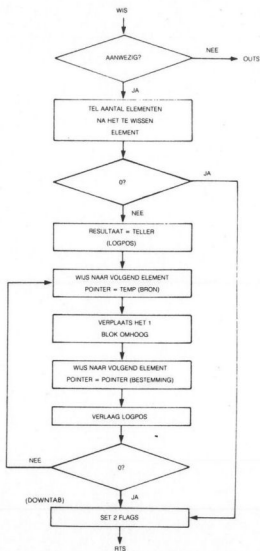 WIS
AANWEZIG?
NEE
OUTS
JA
TEL AANTAL ELEMENTEN
NA HET TE WISSEN
ELEMENT
0?
JA
NEE
RESULTAAT = TELLER
(LOGPOS)
WIJS NAAR VOLGEND ELEMENT
POINTER = TEMP (BRON)
VERPLAATS HET 1
BLOK OMHOOG
WIJS NAAR VOLGEND ELEMENT
POINTER = POINTER (BESTEMMING)
VERLAAG LOGPOS
NEE
0?
JA
(DOWNTAB)
SET 2 FLAGS
RTS